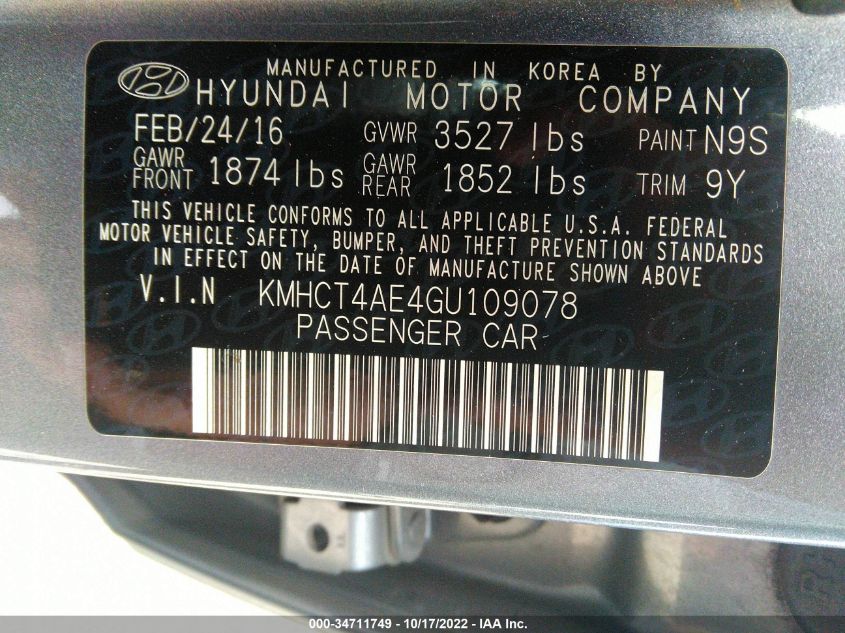 MANUFACTURED IN KOREA BY
HYUNDAI MOTOR COMPANY
FEB/24/16 GVWR 3527 lbs PAINT N9S
GAWR FRONT 1874 lbs GAWR REAR 1852 lbs TRIM 9Y
THIS VEHICLE CONFORMS TO ALL APPLICABLE U.S.A. FEDERAL
MOTOR VEHICLE SAFETY, BUMPER, AND THEFT PREVENTION STANDARDS
IN EFFECT ON THE DATE OF MANUFACTURE SHOWN ABOVE
V.I.N KMHCT4AE4GU109078
PASSENGER CAR
000-34711749 - 10/17/2022 - IAA Inc.